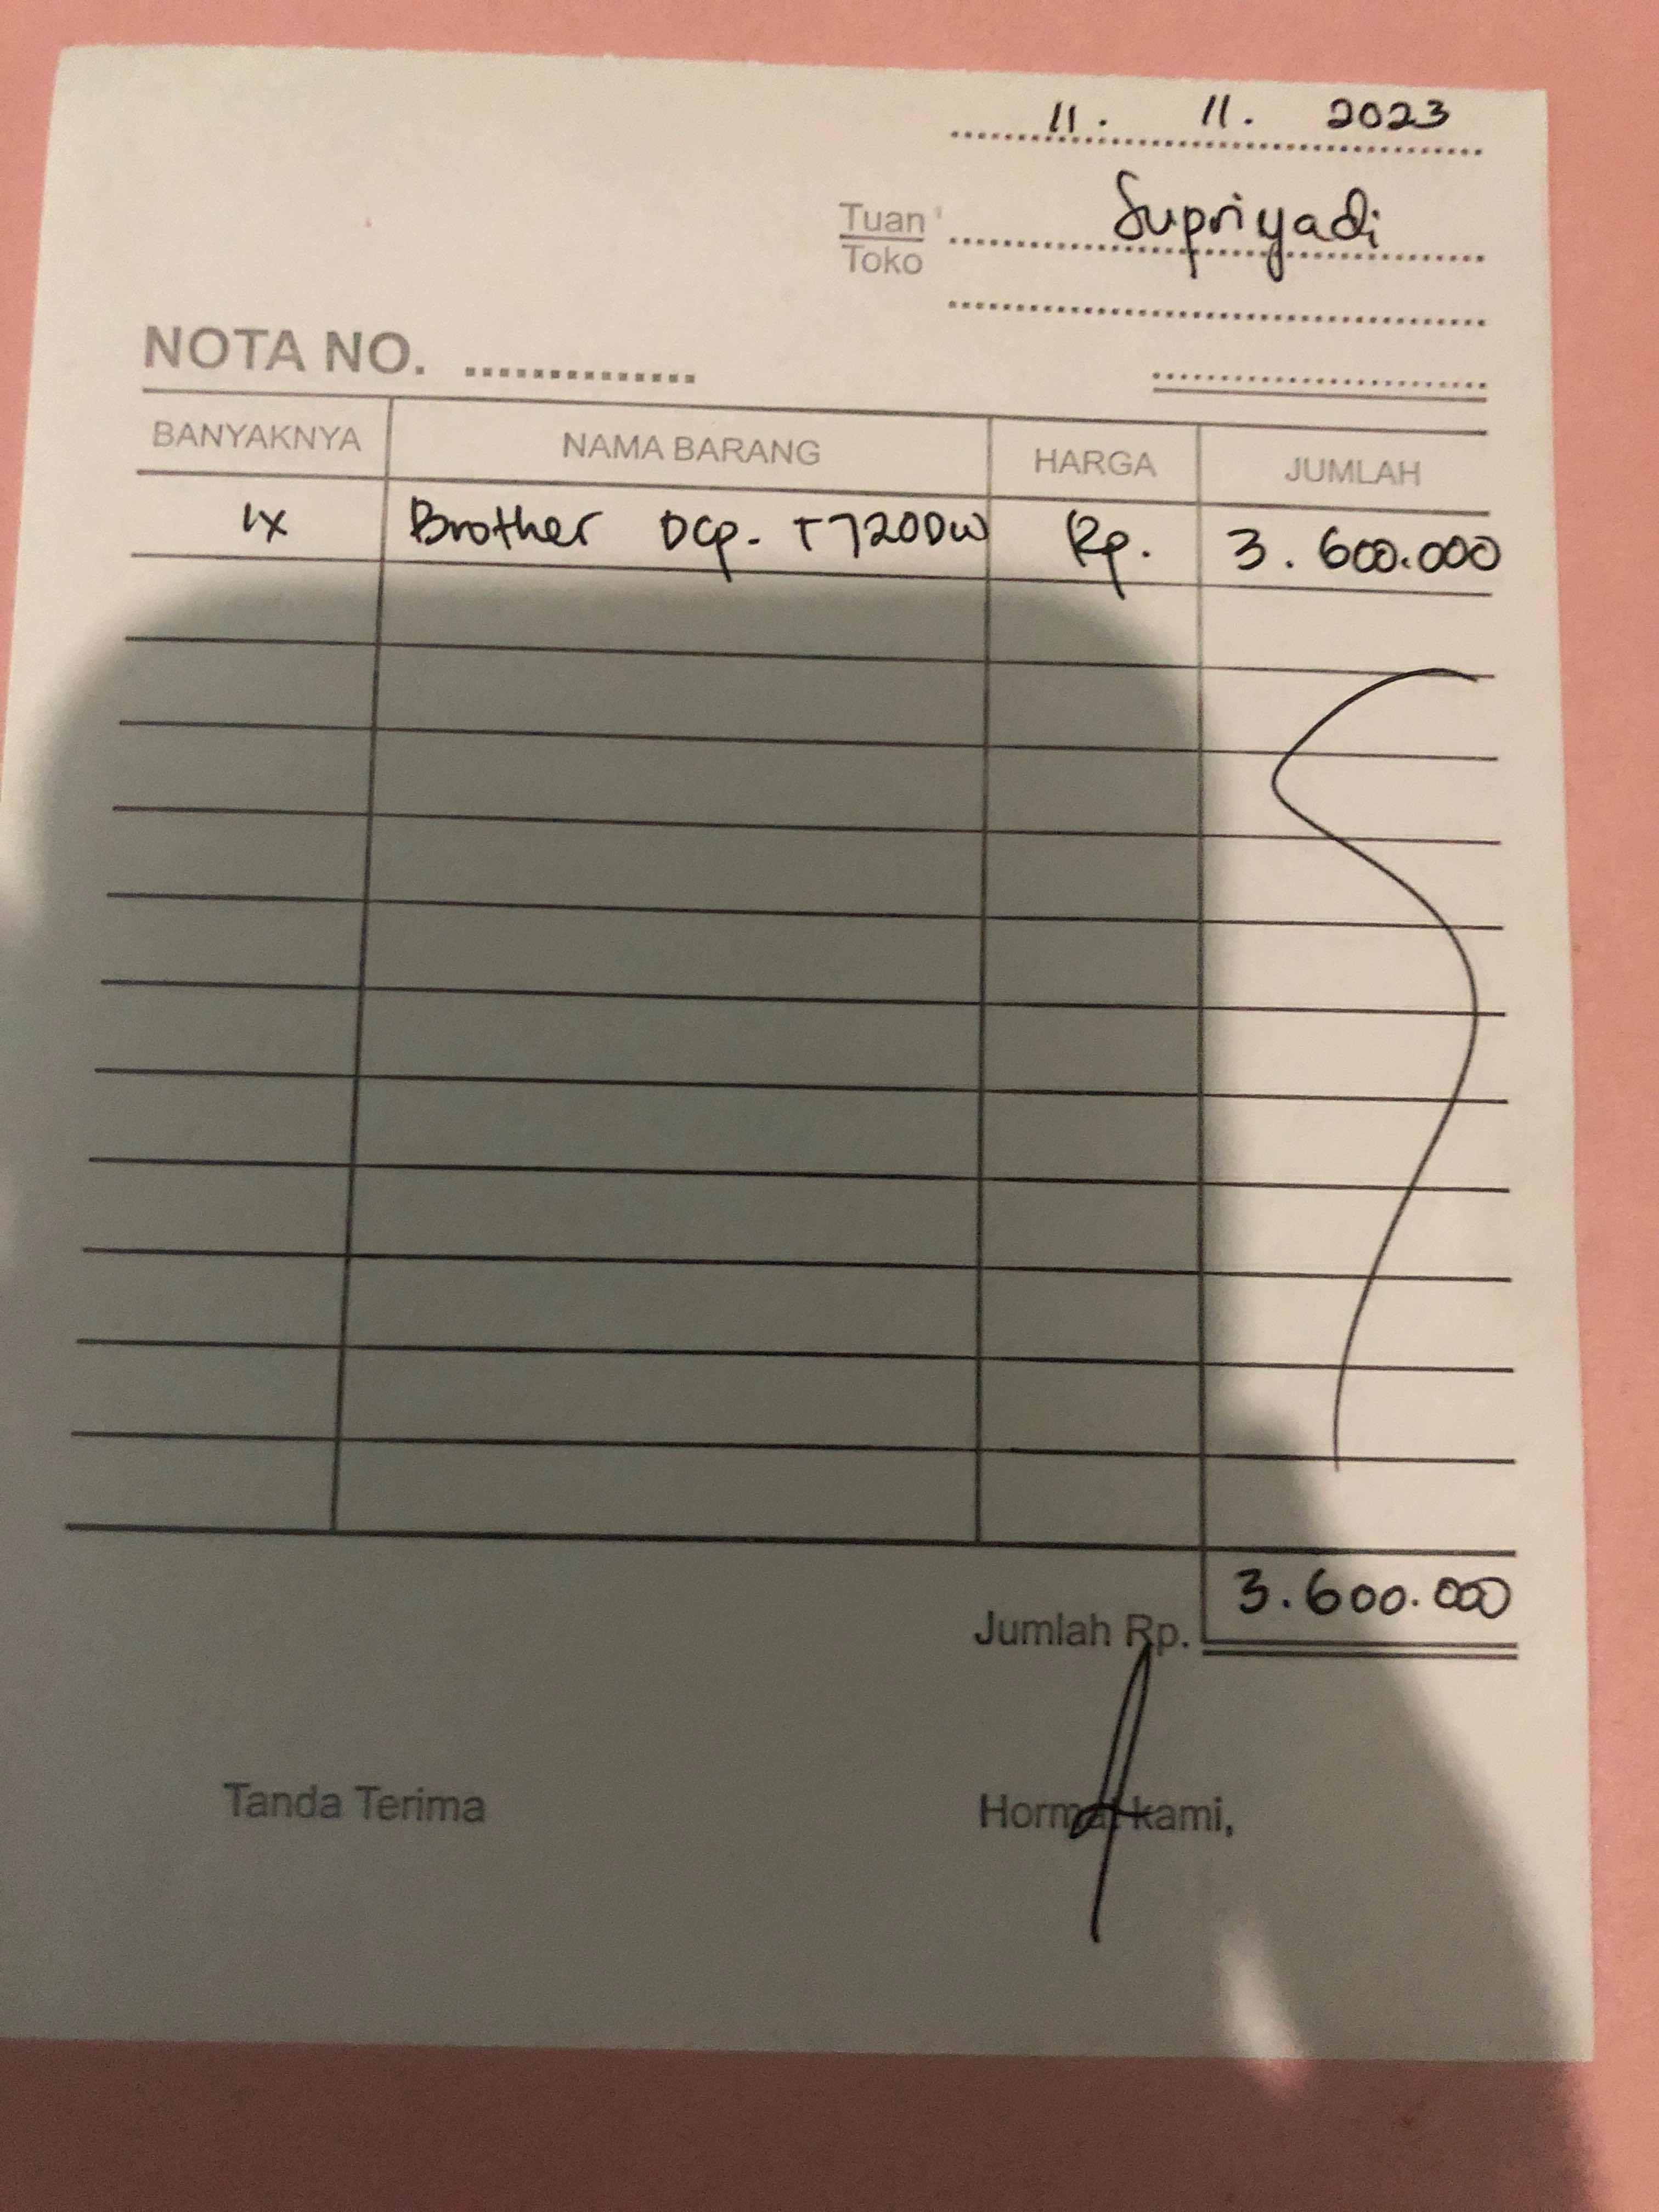 11. 11. 2023
Tuan Supriyadi
Toko
NOTA NO. ..............
BANYAKNYA NAMA BARANG HARGA JUMLAH
1x Brother Dcp. T720DW Rp. 3.600.000
Jumlah Rp. 3.600.000
Tanda Terima Hormat kami,